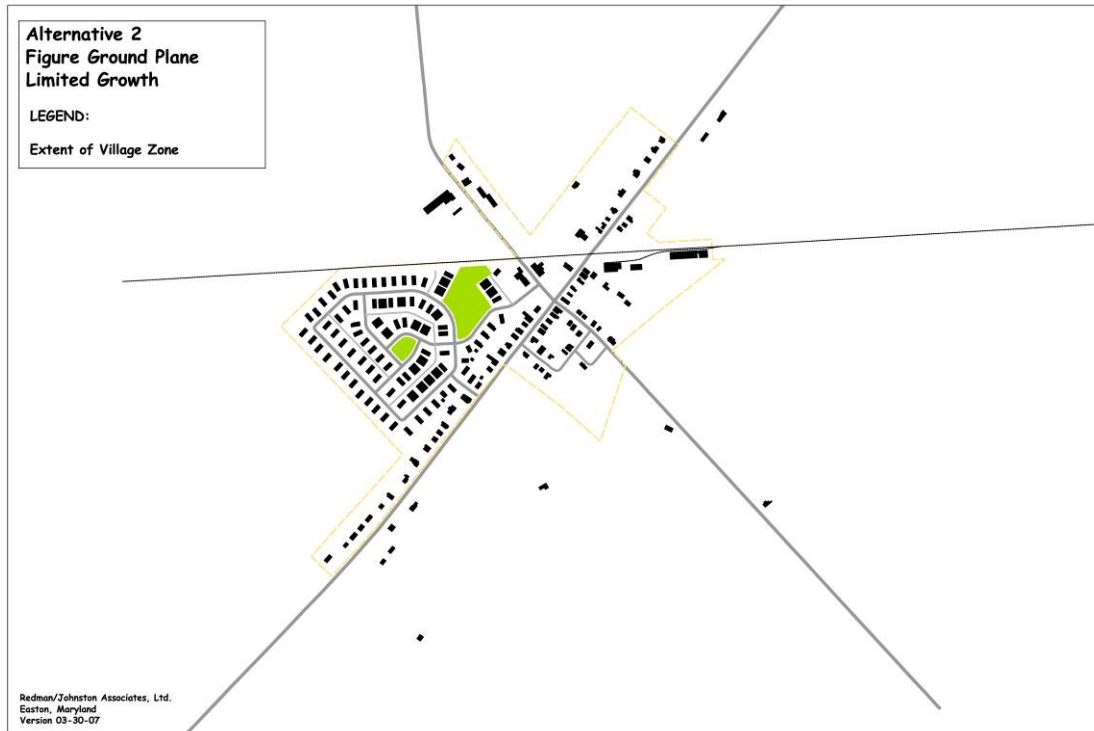 Alternative 2
Figure Ground Plane
Limited Growth
LEGEND:
Extent of Village Zone
Redman/Johnston Associates, Ltd.
Easton, Maryland
Version 03-30-07